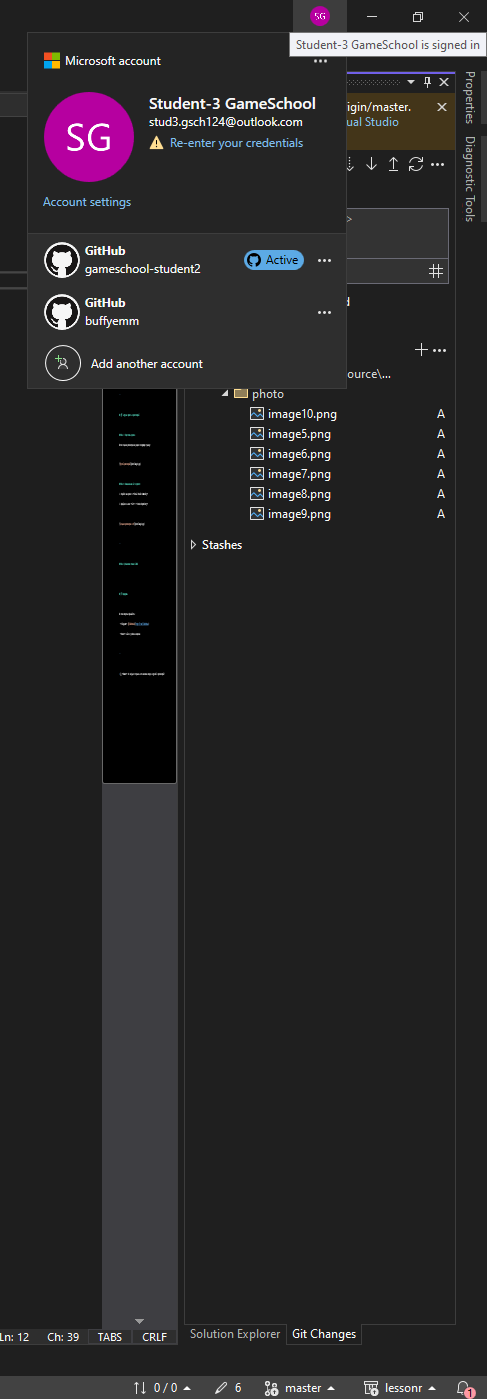 SG
Student-3 GameSchool is signed in
Microsoft account
SG
Student-3 GameSchool
stud3.gsch124@outlook.com
Re-enter your credentials
Account settings
GitHub
gameschool-student2
Active
GitHub
buffyemm
Add another account
igin/master.
ual Studio
>
d
ource\...
photo
image10.png A
image5.png A
image6.png A
image7.png A
image8.png A
image9.png A
Stashes
Properties
Diagnostic Tools
Solution Explorer
Git Changes
Ln: 12 Ch: 39 TABS CRLF
0 / 0 6 master lessonr 1